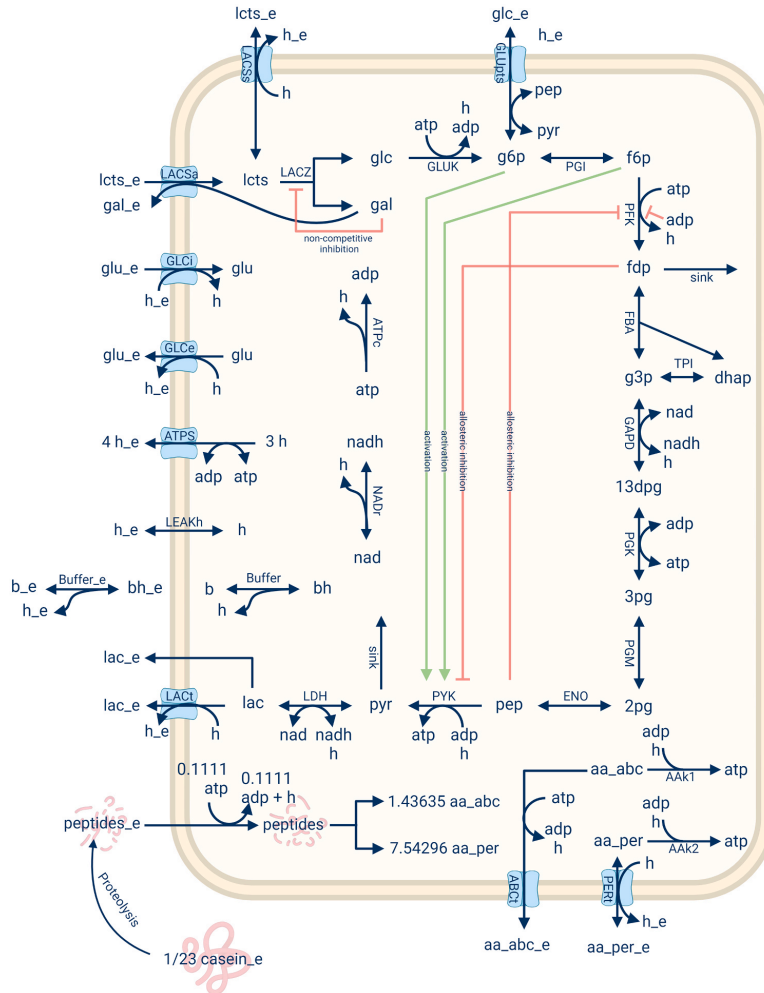 lcts_e
h_e
LACSs
h
glc_e
h_e
GLUpts
pep
pyr
lcts_e
LACSa
gal_e
lcts
LACZ
glc
gal
non-competitive
inhibition
atp
h
adp
GLUK
g6p
PGI
f6p
PFK
atp
adp
h
glu_e
GLCi
glu
h_e
h
adp
h
ATPc
atp
fdp
sink
FBA
g3p
TPI
dhap
glu_e
GLCe
glu
h_e
h
4 h_e
ATPS
3 h
adp
atp
nadh
h
NADr
nad
activation
activation
allosteric inhibition
allosteric inhibition
GAPD
nad
nadh
h
13dpg
PGK
adp
atp
3pg
PGM
h_e
LEAKh
h
b_e
Buffer_e
bh_e
h_e
b
Buffer
bh
h
sink
lac_e
lac_e
LACt
lac
h_e
h
LDH
nad
nadh
h
pyr
PYK
atp
adp
h
pep
ENO
2pg
0.1111
atp
0.1111
adp + h
peptides_e
peptides
1.43635 aa_abc
7.54296 aa_per
aa_abc
adp
h
AAk1
atp
atp
adp
h
ABCt
aa_abc_e
aa_per
adp
h
AAk2
atp
h
PERt
h_e
aa_per_e
Proteolysis
1/23 casein_e